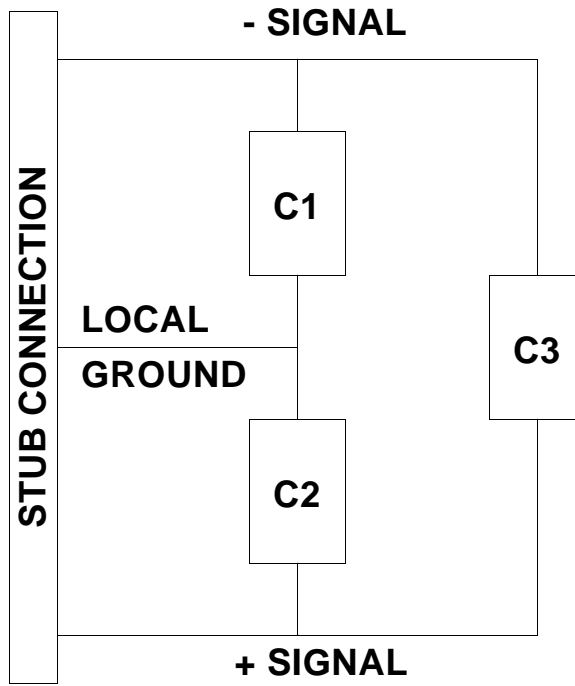 - SIGNAL
STUB CONNECTION
C1
LOCAL
GROUND
C3
C2
+ SIGNAL